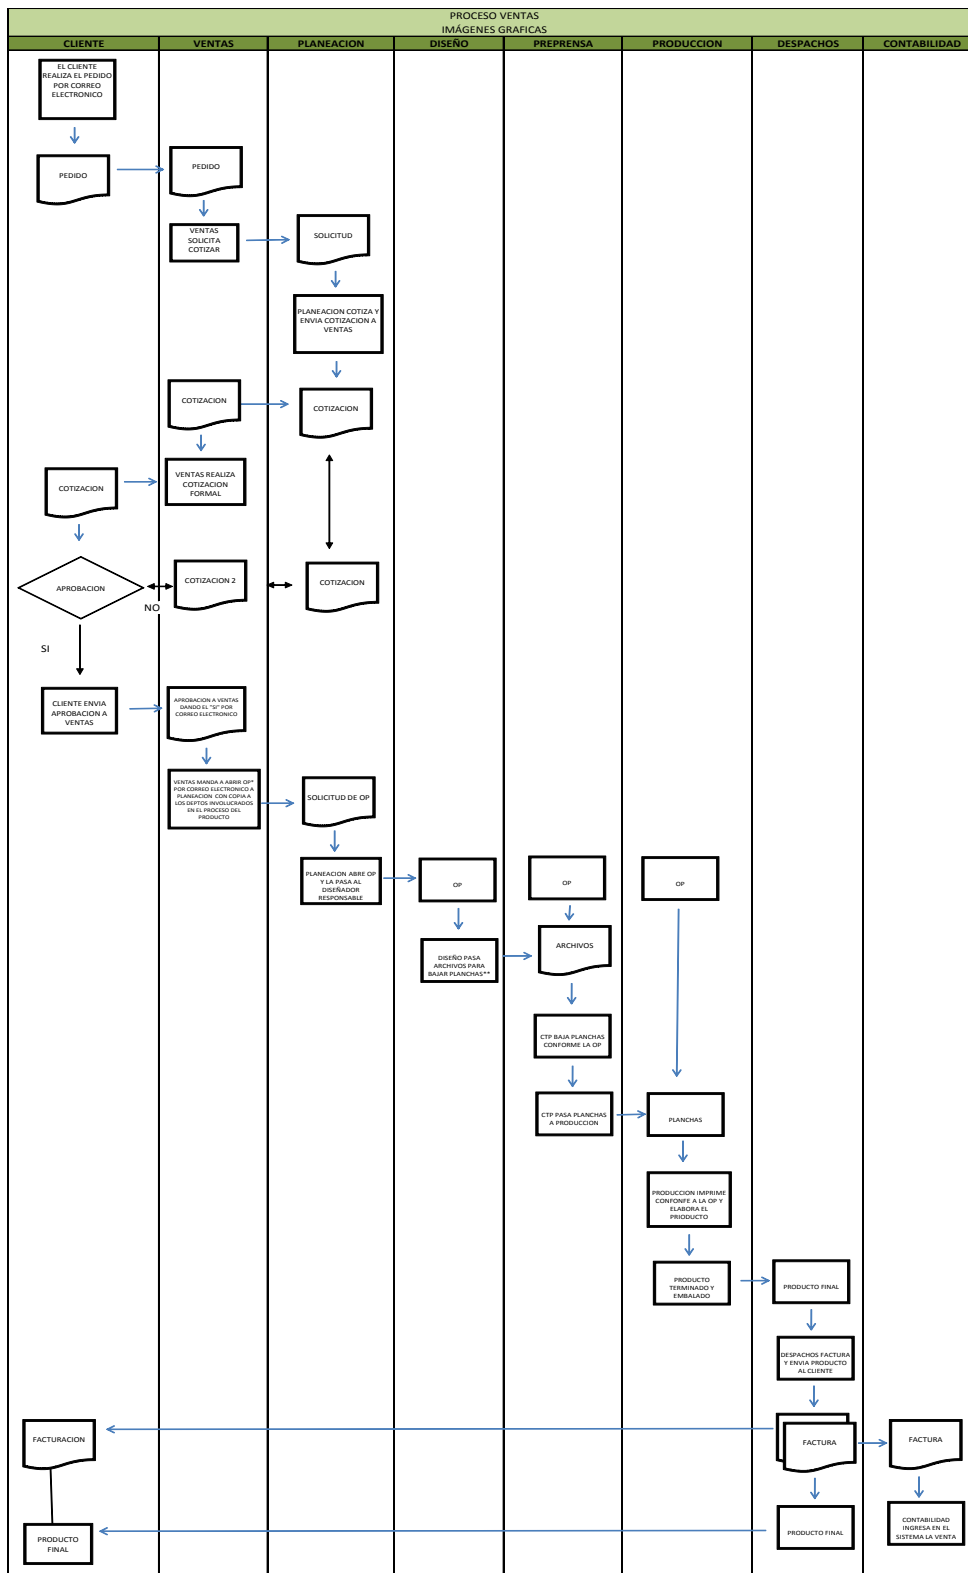 PROCESO VENTAS
IMÁGENES GRAFICAS
CLIENTE
VENTAS
PLANEACION
DISEÑO
PREPRENSA
PRODUCCION
DESPACHOS
CONTABILIDAD
EL CLIENTE
REALIZA EL PEDIDO
POR CORREO
ELECTRONICO
PEDIDO
PEDIDO
VENTAS
SOLICITA
COTIZAR
SOLICITUD
PLANEACION COTIZA Y
ENVIA COTIZACION A
VENTAS
COTIZACION
COTIZACION
COTIZACION
VENTAS REALIZA
COTIZACION
FORMAL
APROBACION
NO
COTIZACION 2
COTIZACION
SI
CLIENTE ENVIA
APROBACION A
VENTAS
APROBACION A VENTAS
DANDO EL "SI" POR
CORREO ELECTRONICO
VENTAS MANDA A ABRIR OP*
POR CORREO ELECTRONICO A
PLANEACION CON COPIA A
LOS DEPTOS INVOLUCRADOS
EN EL PROCESO DEL
PRODUCTO
SOLICITUD DE OP
PLANEACION ABRE OP
Y LA PASA AL
DISEÑADOR
RESPONSABLE
OP
OP
OP
DISEÑO PASA
ARCHIVOS PARA
BAJAR PLANCHAS**
ARCHIVOS
CTP BAJA PLANCHAS
CONFORME LA OP
CTP PASA PLANCHAS
A PRODUCCION
PLANCHAS
PRODUCCION IMPRIME
CONFONFE A LA OP Y
ELABORA EL
PRIODUCTO
PRODUCTO
TERMINADO Y
EMBALADO
PRODUCTO FINAL
DESPACHOS FACTURA
Y ENVIA PRODUCTO
AL CLIENTE
FACTURACION
FACTURA
FACTURA
PRODUCTO
FINAL
PRODUCTO FINAL
CONTABILIDAD
INGRESA EN EL
SISTEMA LA VENTA